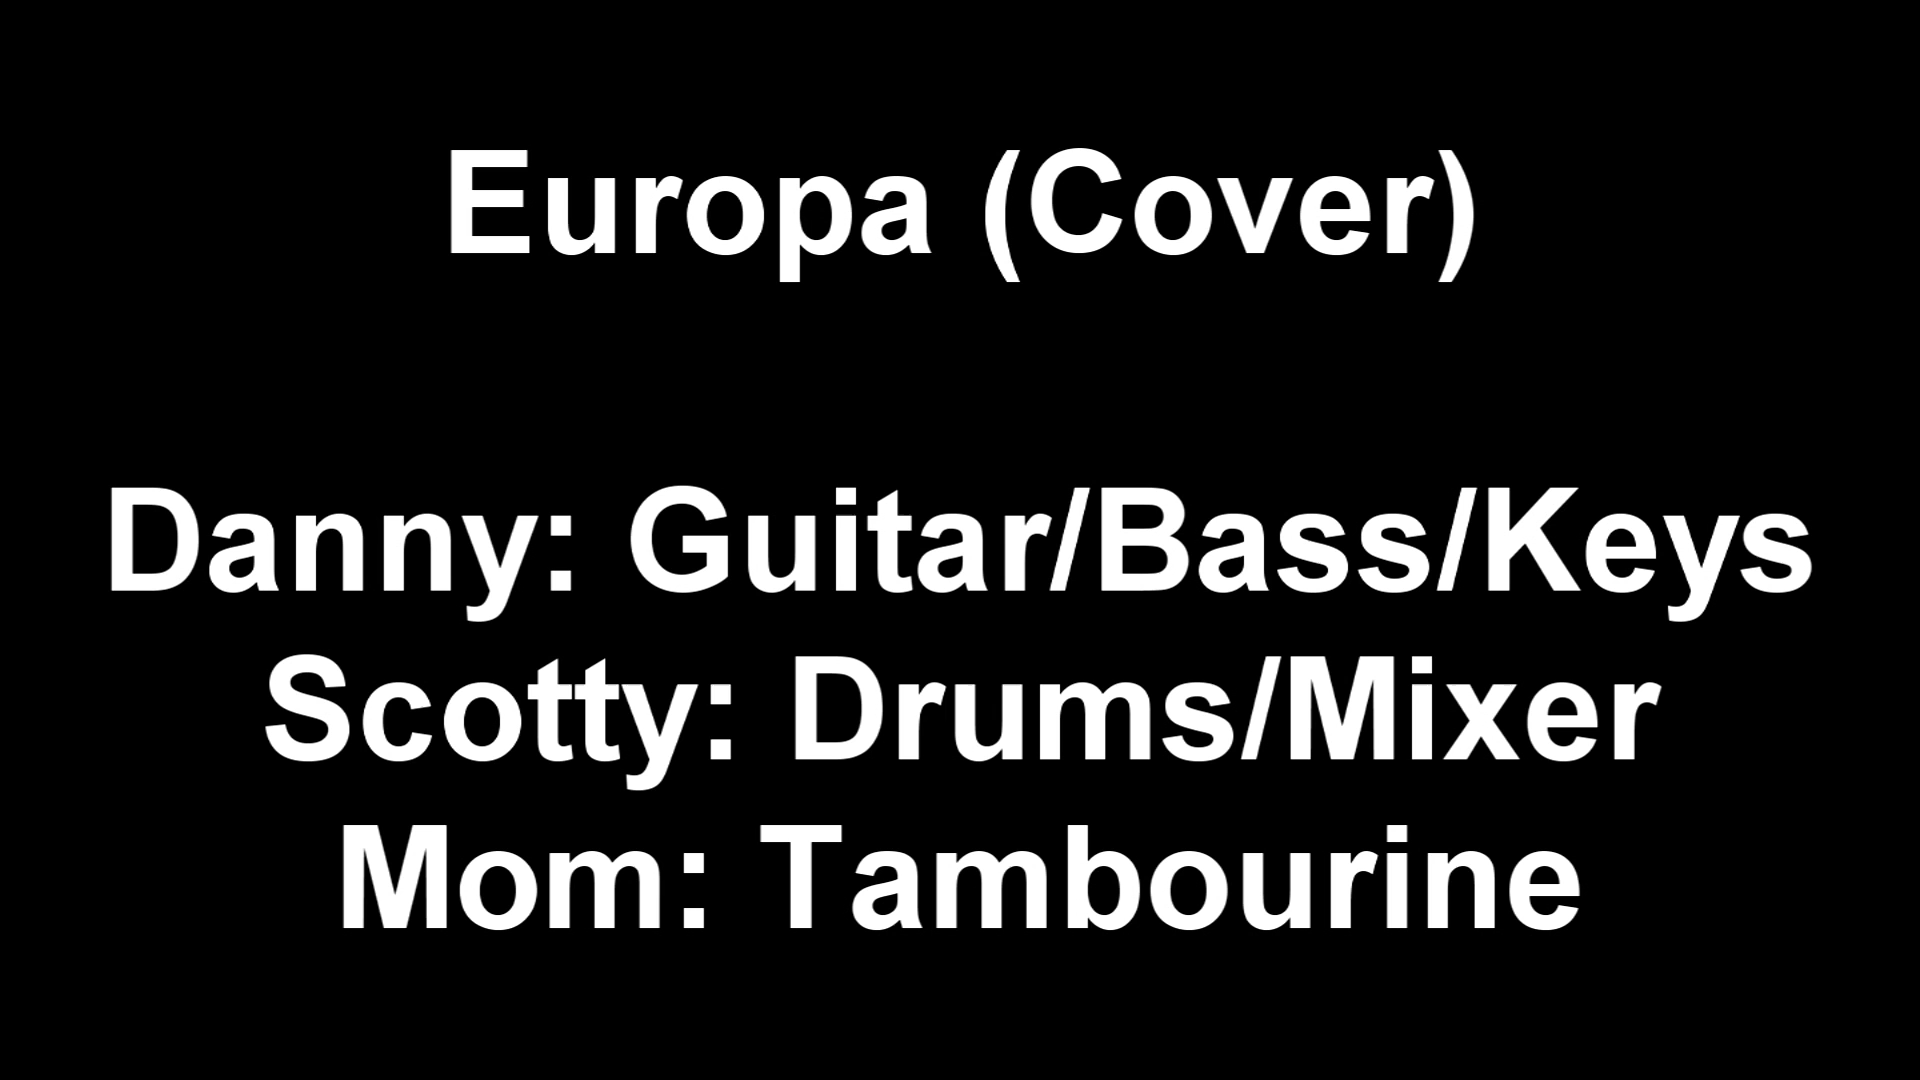 Europa (Cover)
Danny: Guitar/Bass/Keys
Scotty: Drums/Mixer
Mom: Tambourine